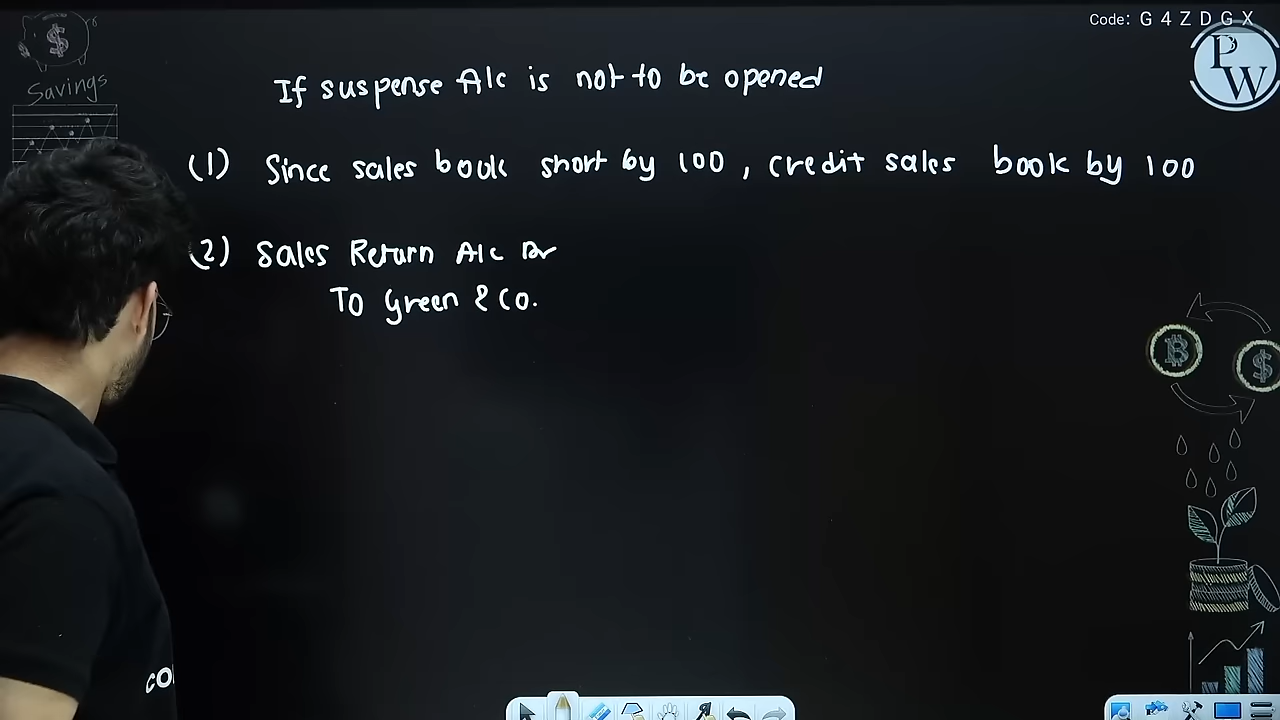 Code: G 4 Z D G X
PW
Savings
If suspense A/c is not to be opened
(1) Since sales book short by 100, credit sales book by 100
(2) Sales Return A/c Dr
To Green & Co.